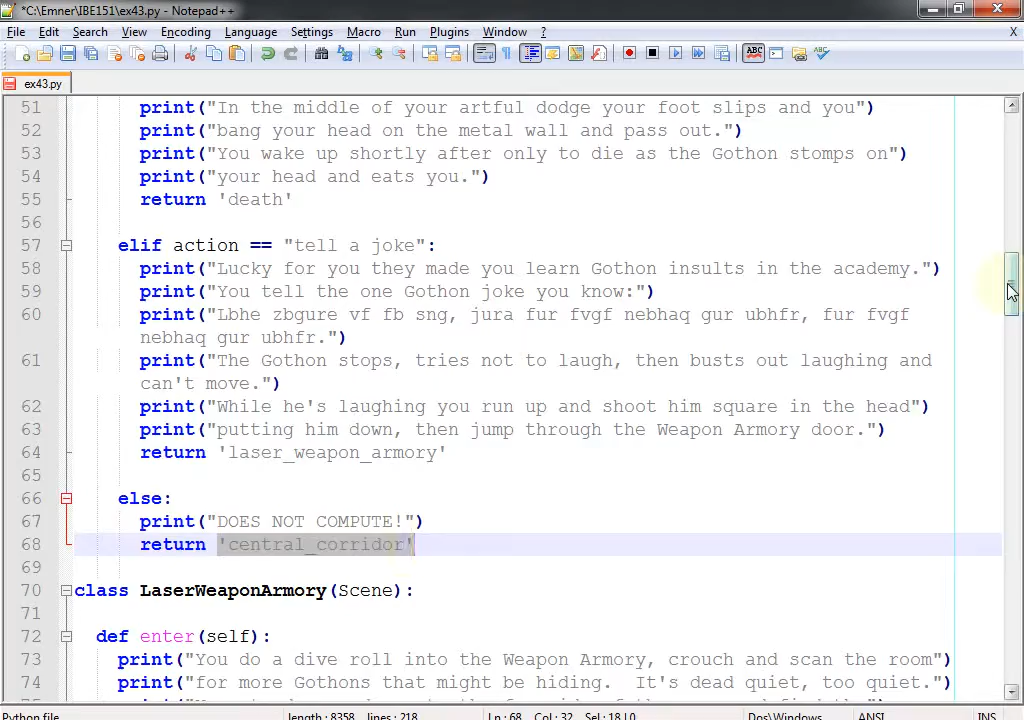 *C:\Emner\IBE151\ex43.py - Notepad++
File Edit Search View Encoding Language Settings Macro Run Plugins Window ? X
ex43.py
51 print("In the middle of your artful dodge your foot slips and you")
52 print("bang your head on the metal wall and pass out.")
53 print("You wake up shortly after only to die as the Gothon stomps on")
54 print("your head and eats you.")
55 return 'death'
56
57 elif action == "tell a joke":
58 print("Lucky for you they made you learn Gothon insults in the academy.")
59 print("You tell the one Gothon joke you know:")
60 print("Lbhe zbgure vf fb sng, jura fur fvgf nebhaq gur ubhfr, fur fvgf
nebhaq gur ubhfr.")
61 print("The Gothon stops, tries not to laugh, then busts out laughing and
can't move.")
62 print("While he's laughing you run up and shoot him square in the head")
63 print("putting him down, then jump through the Weapon Armory door.")
64 return 'laser_weapon_armory'
65
66 else:
67 print("DOES NOT COMPUTE!")
68 return 'central_corridor'
69
70 class LaserWeaponArmory(Scene):
71
72 def enter(self):
73 print("You do a dive roll into the Weapon Armory, crouch and scan the room")
74 print("for more Gothons that might be hiding.  It's dead quiet, too quiet.")
Python file length : 8358 lines : 218 Ln : 68 Col : 32 Sel : 18 | 0 Dos\Windows ANSI INS